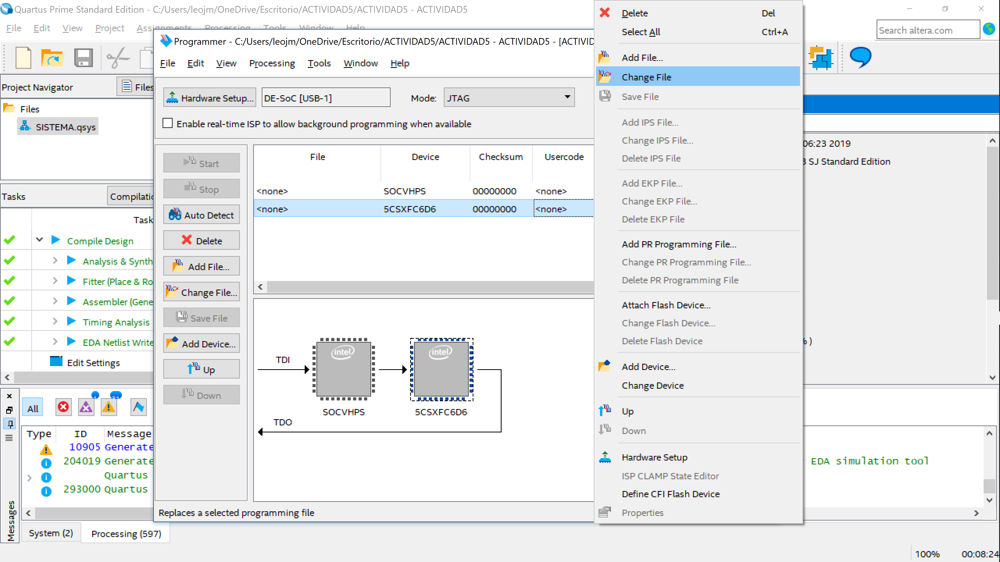 Quartus Prime Standard Edition - C:/Users/leojm/OneDrive/Escritorio/ACTIVIDAD5/ACTIVIDAD5 - ACTIVIDAD5
File Edit View Project Assignments Processing Tools Window Help
Search altera.com
Programmer - C:/Users/leojm/OneDrive/Escritorio/ACTIVIDAD5/ACTIVIDAD5 - ACTIVIDAD5 - [ACTIVID
File Edit View Processing Tools Window Help
Project Navigator Files
Files
SISTEMA.qsys
Hardware Setup... DE-SoC [USB-1] Mode: JTAG
Enable real-time ISP to allow background programming when available
Tasks Compilatic
Task
Compile Design
Analysis & Synth
Fitter (Place & Ro
Assembler (Gene
Timing Analysis
EDA Netlist Write
Edit Settings
Start
Stop
Auto Detect
Delete
Add File...
Change File...
Save File
Add Device...
Up
Down
File Device Checksum Usercode
<none> SOCVHPS 00000000 <none>
<none> 5CSXFC6D6 00000000 <none>
TDI
intel
intel
SOCVHPS
5CSXFC6D6
TDO
Replaces a selected programming file
Delete Del
Select All Ctrl+A
Add File...
Change File
Save File
Add IPS File...
Change IPS File...
Delete IPS File
Add EKP File...
Change EKP File...
Delete EKP File
Add PR Programming File...
Change PR Programming File...
Delete PR Programming File
Attach Flash Device...
Change Flash Device...
Delete Flash Device
Add Device...
Change Device
Up
Down
Hardware Setup
ISP CLAMP State Editor
Define CFI Flash Device
Properties
06:23 2019
SJ Standard Edition
%)
EDA simulation tool
All
Type ID Message
10905 Generate
204019 Generate
Quartus
293000 Quartus
Messages
System (2) Processing (597)
100% 00:08:24